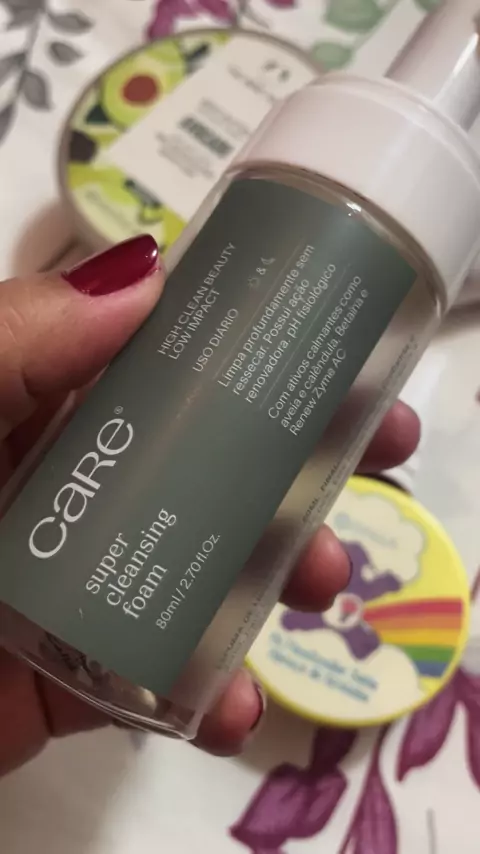 HIGH CLEAN BEAUTY
LOW IMPACT
USO DIÁRIO
&
Limpa profundamente sem
ressecar. Possui ação
renovadora. pH fisiológico
Com ativos calmantes como
aveia e calêndula, Betaína e
Renew Zyme AC
CARE®
super
cleansing
foam
80ml / 2.70fl.Oz.